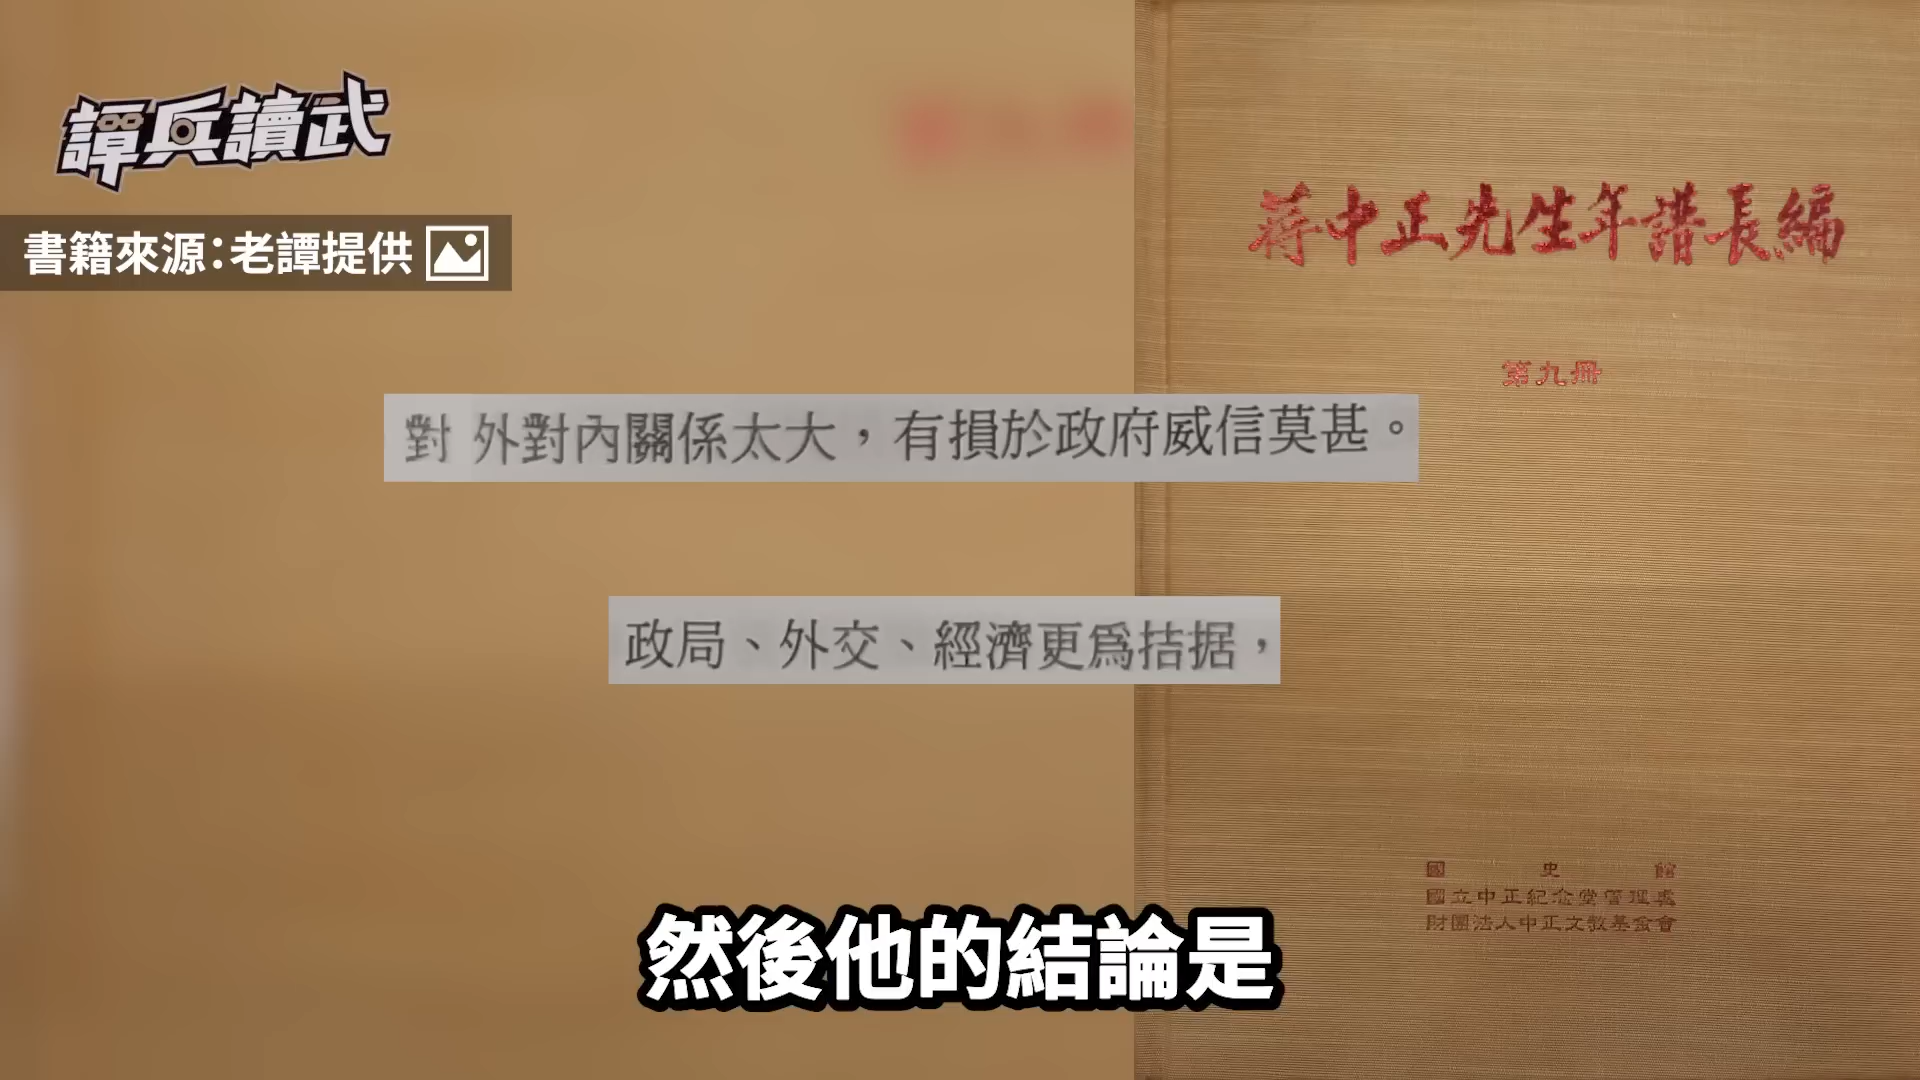 譚兵讀武
書籍來源：老譚提供
蔣中正先生年譜長編
第九冊
對 外對內關係太大，有損於政府威信莫甚。
政局、外交、經濟更為拮据，
國史館
國立中正紀念堂管理處
財團法人中正文教基金會
然後他的結論是